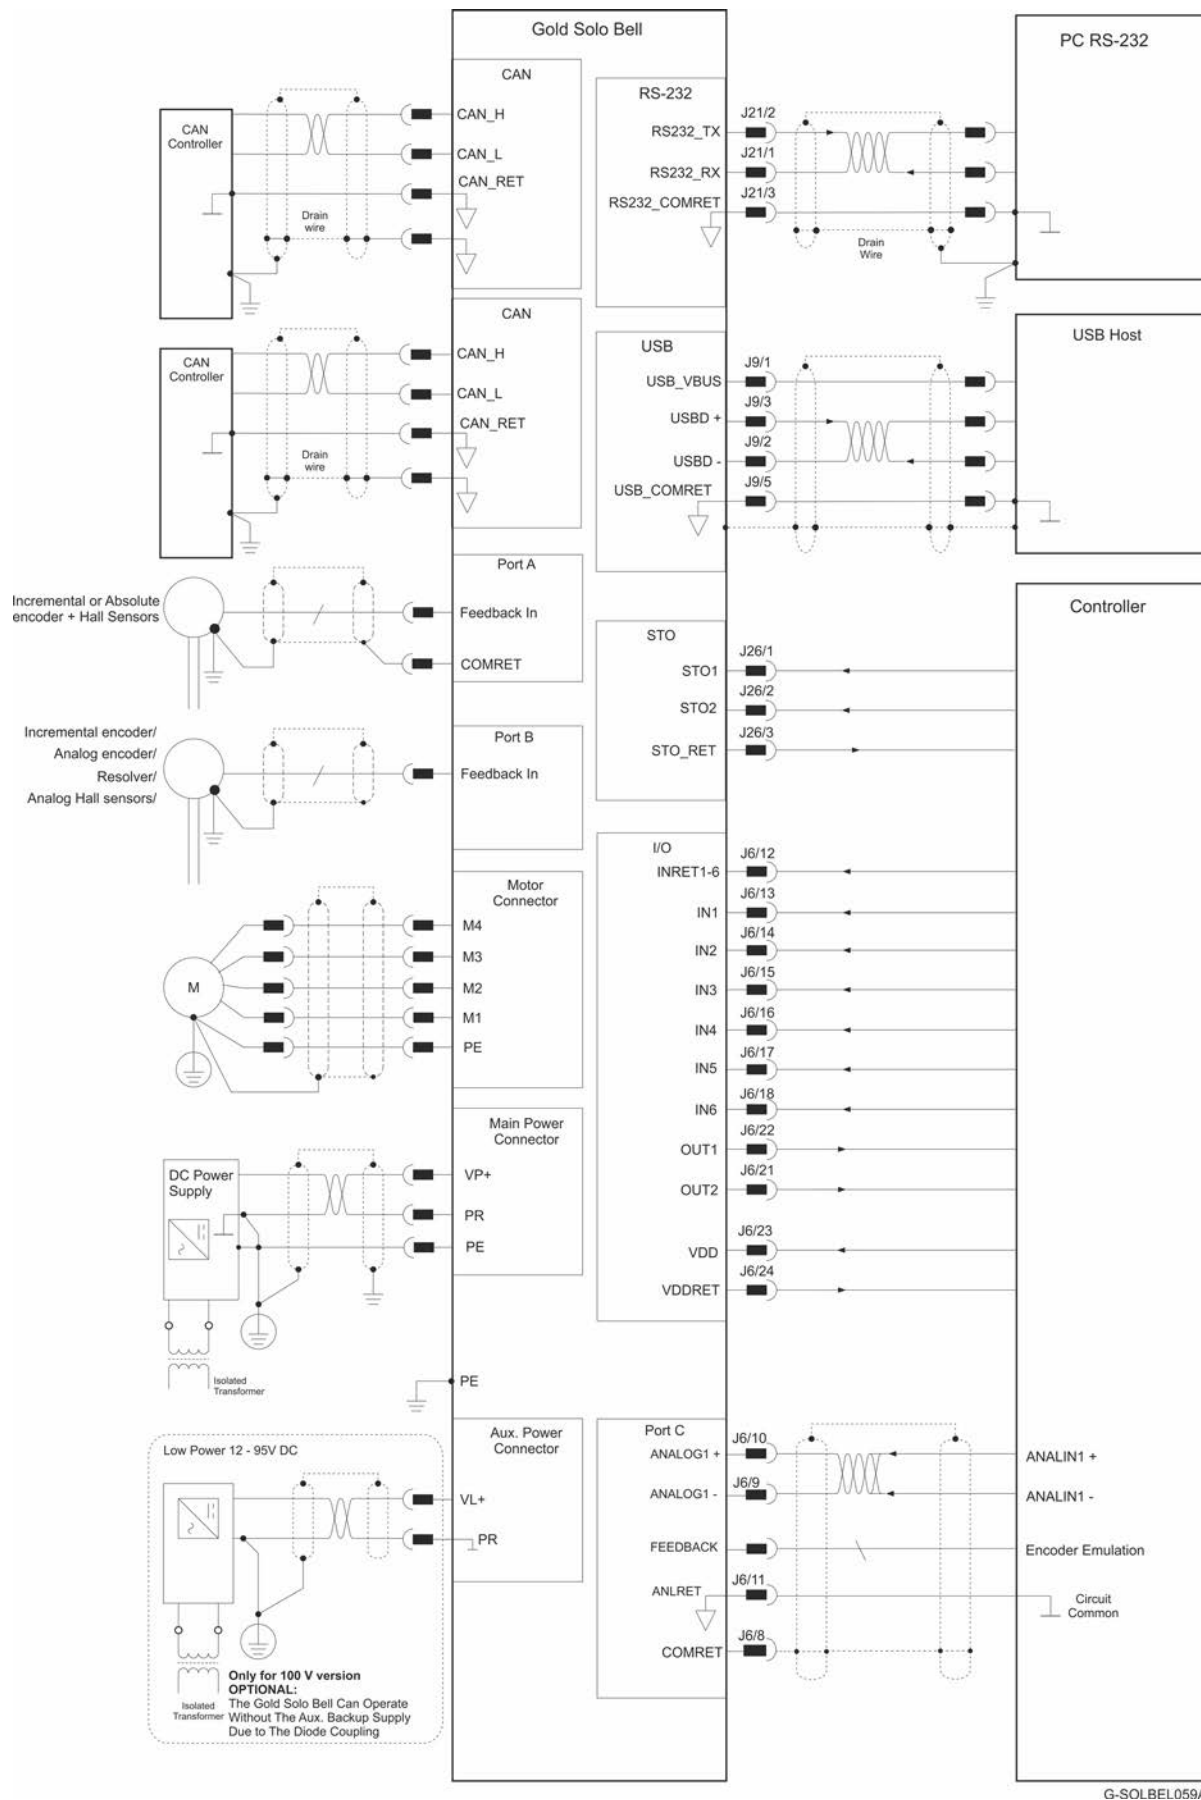 Gold Solo Bell
CAN
CAN
Controller
CAN_H
CAN_L
CAN_RET
Drain
wire
CAN
CAN
Controller
CAN_H
CAN_L
CAN_RET
Drain
wire
Port A
Incremental or Absolute
encoder + Hall Sensors
Feedback In
COMRET
Port B
Incremental encoder/
Analog encoder/
Resolver/
Analog Hall sensors/
Feedback In
Motor
Connector
M
M4
M3
M2
M1
PE
Main Power
Connector
DC Power
Supply
VP+
PR
PE
Isolated
Transformer
PE
Aux. Power
Connector
Low Power 12 - 95V DC
VL+
PR
Isolated
Transformer
Only for 100 V version
OPTIONAL:
The Gold Solo Bell Can Operate
Without The Aux. Backup Supply
Due to The Diode Coupling
RS-232
PC RS-232
J21/2
RS232_TX
J21/1
RS232_RX
J21/3
RS232_COMRET
Drain
Wire
USB
USB Host
J9/1
USB_VBUS
J9/3
USBD +
J9/2
USBD -
J9/5
USB_COMRET
Controller
STO
J26/1
STO1
J26/2
STO2
J26/3
STO_RET
I/O
J6/12
INRET1-6
J6/13
IN1
J6/14
IN2
J6/15
IN3
J6/16
IN4
J6/17
IN5
J6/18
IN6
J6/22
OUT1
J6/21
OUT2
J6/23
VDD
J6/24
VDDRET
Port C
J6/10
ANALOG1 +
ANALIN1 +
J6/9
ANALOG1 -
ANALIN1 -
FEEDBACK
Encoder Emulation
J6/11
ANLRET
Circuit
Common
J6/8
COMRET